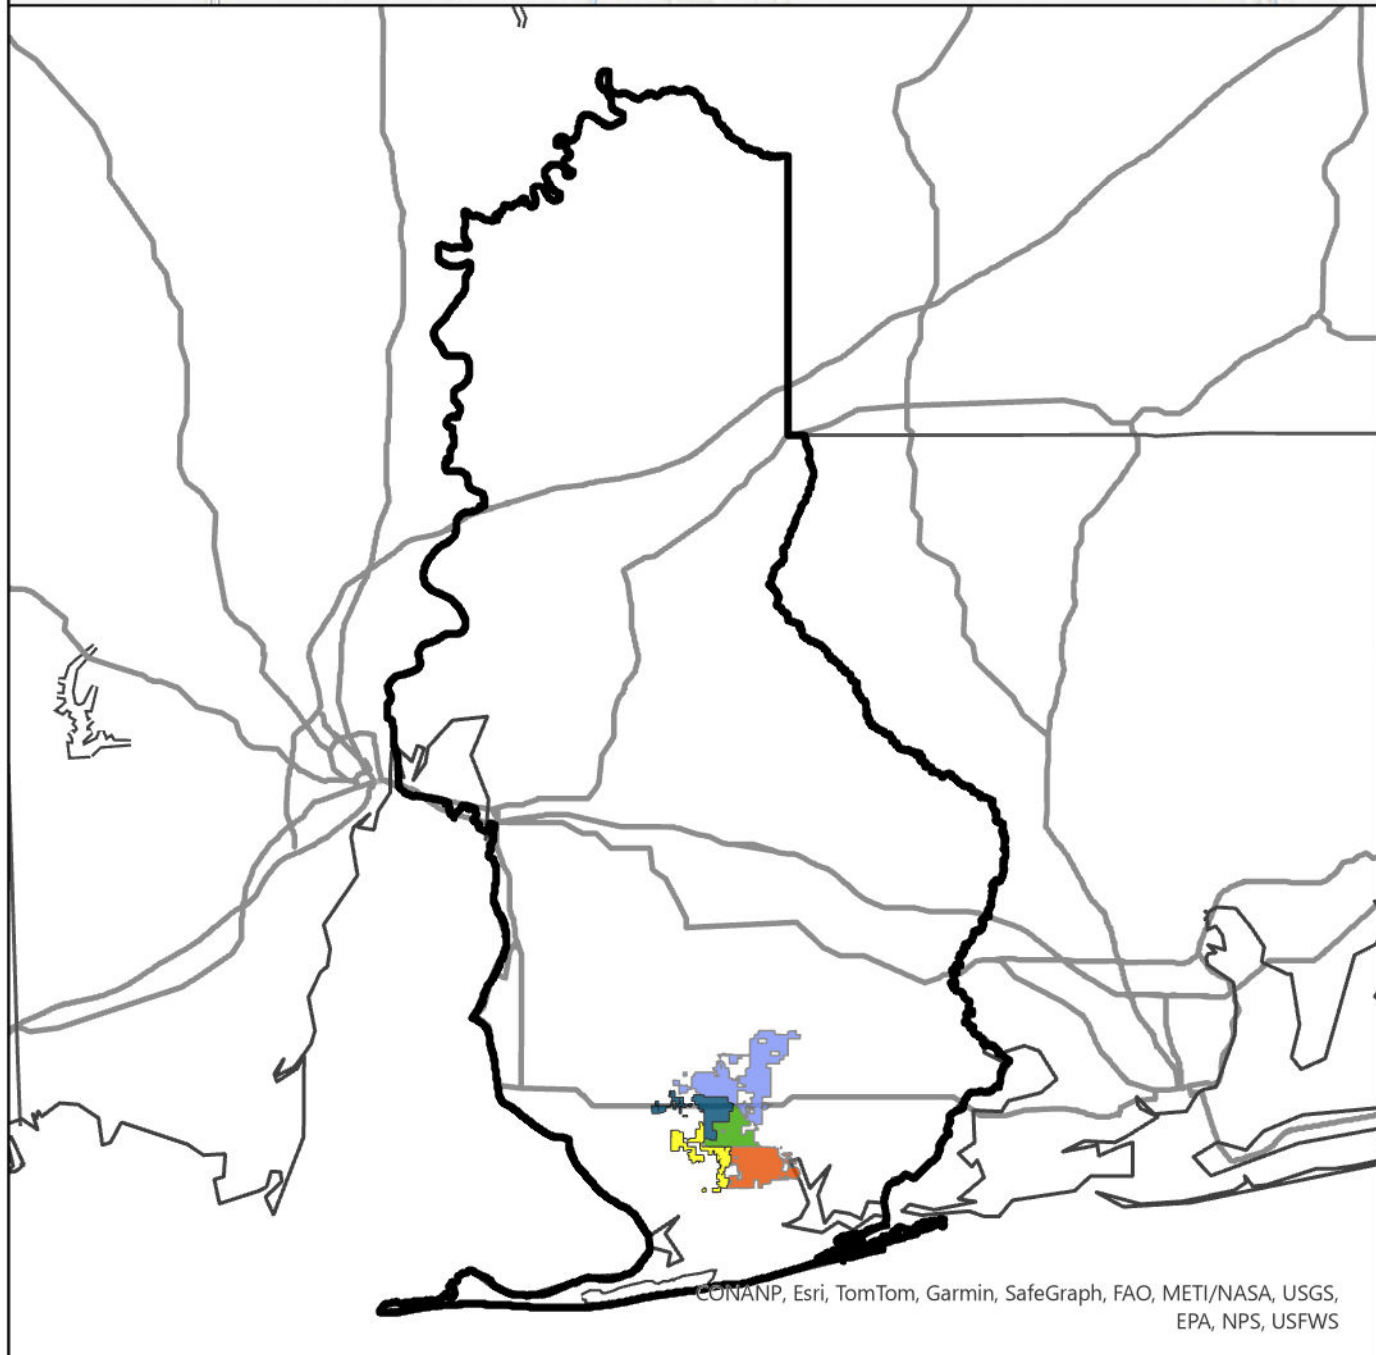 CONANP, Esri, TomTom, Garmin, SafeGraph, FAO, METI/NASA, USGS,
EPA, NPS, USFWS